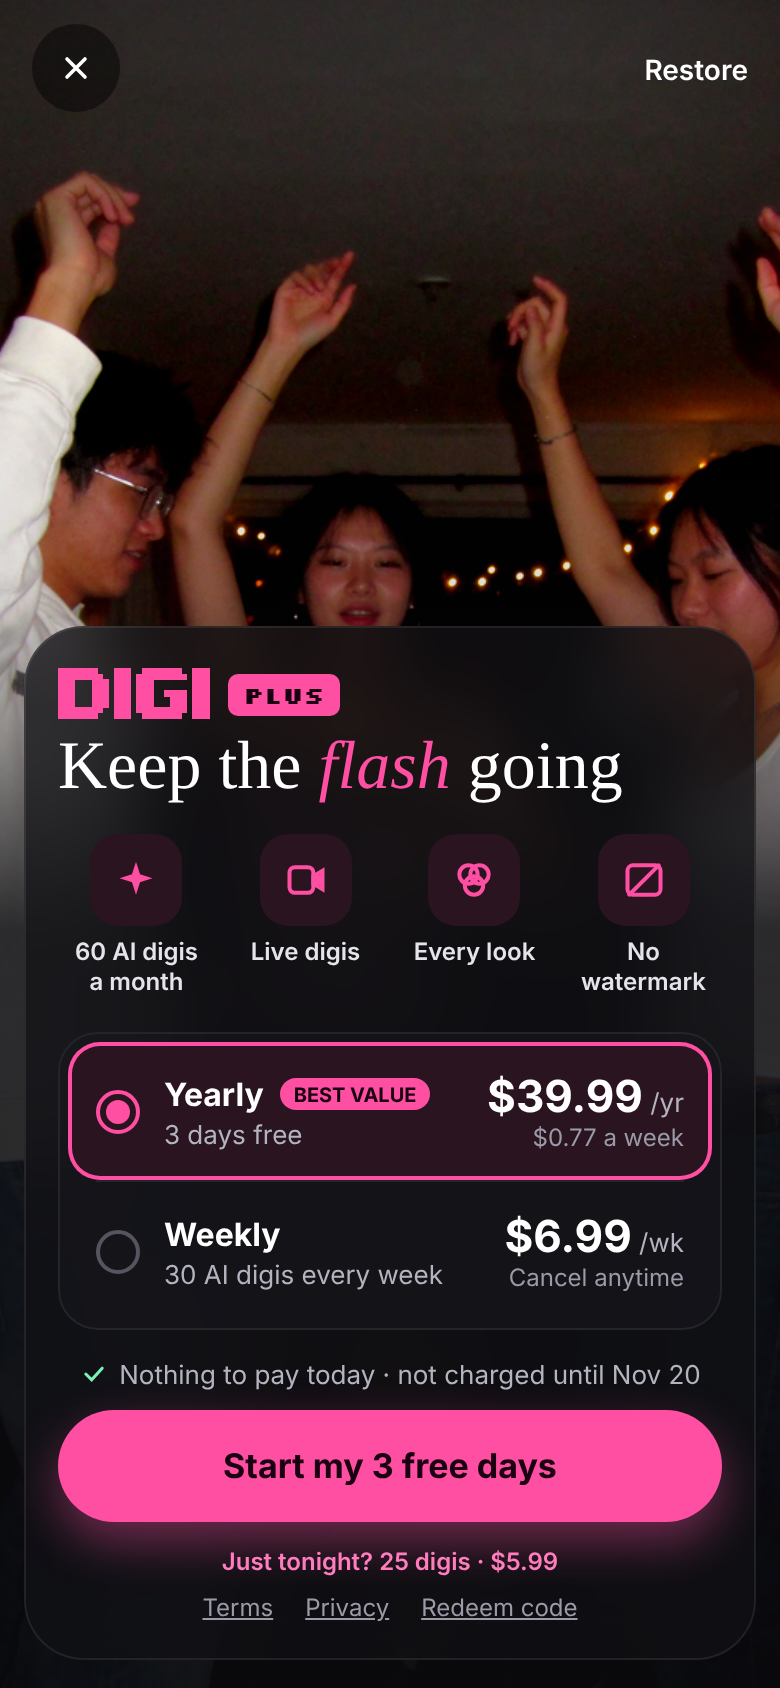 Restore
DIGI PLUS
Keep the flash going
60 AI digis
a month
Live digis
Every look
No
watermark
Yearly BEST VALUE
$39.99 /yr
3 days free
$0.77 a week
Weekly
$6.99 /wk
30 AI digis every week
Cancel anytime
Nothing to pay today · not charged until Nov 20
Start my 3 free days
Just tonight? 25 digis · $5.99
Terms Privacy Redeem code